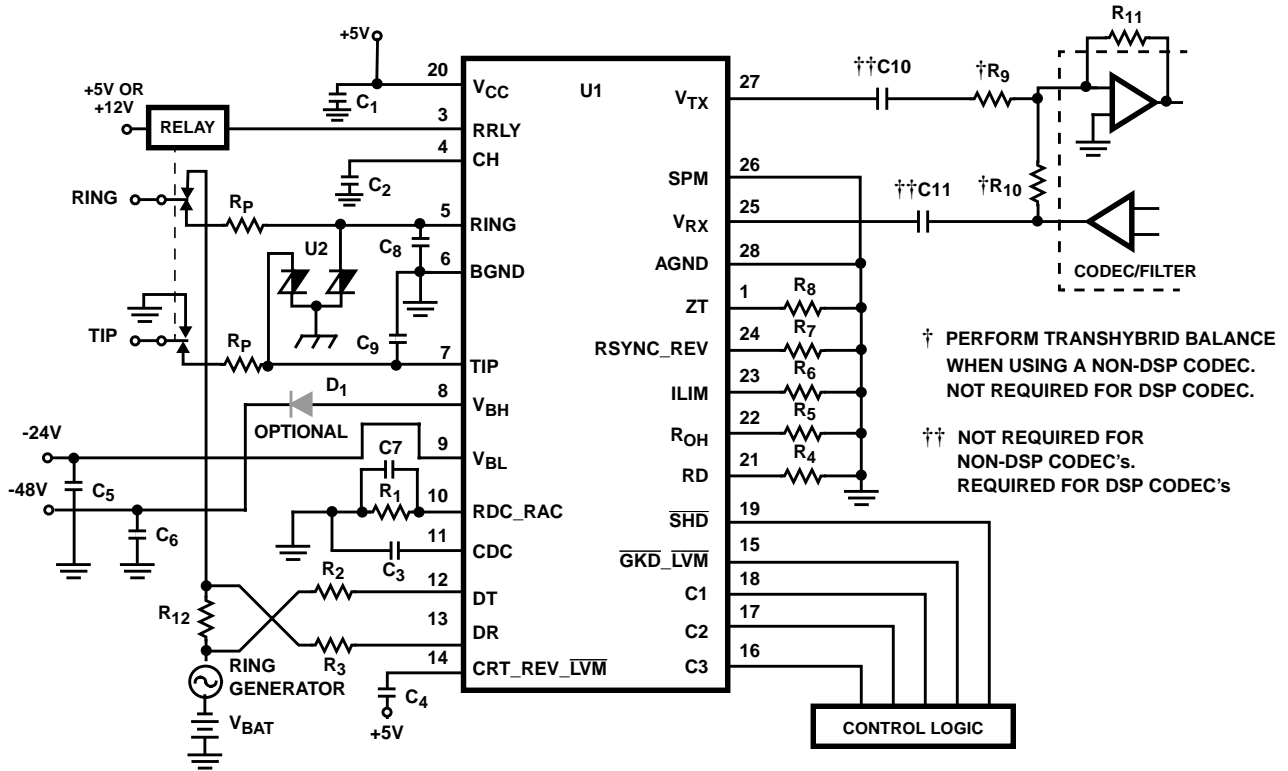 +5V
+5V OR
+12V
RELAY
20
VCC
C1
3
RRLY
4
CH
C2
RING
RP
5
RING
U2
C8
6
BGND
TIP
RP
C9
7
TIP
D1
OPTIONAL
8
VBH
-24V
9
VBL
C5
-48V
C6
C7
R1
10
RDC_RAC
11
CDC
C3
R2
12
DT
R12
13
DR
R3
14
CRT_REV_LVM
C4
+5V
RING
GENERATOR
VBAT
U1
27
VTX
††C10
†R9
R11
26
SPM
†R10
25
VRX
††C11
28
AGND
CODEC/FILTER
1
ZT
R8
24
RSYNC_REV
R7
23
ILIM
R6
22
ROH
R5
21
RD
R4
19
SHD
15
GKD_LVM
18
C1
17
C2
16
C3
CONTROL LOGIC
† PERFORM TRANSHYBRID BALANCE
WHEN USING A NON-DSP CODEC.
NOT REQUIRED FOR DSP CODEC.
†† NOT REQUIRED FOR
NON-DSP CODEC's.
REQUIRED FOR DSP CODEC's